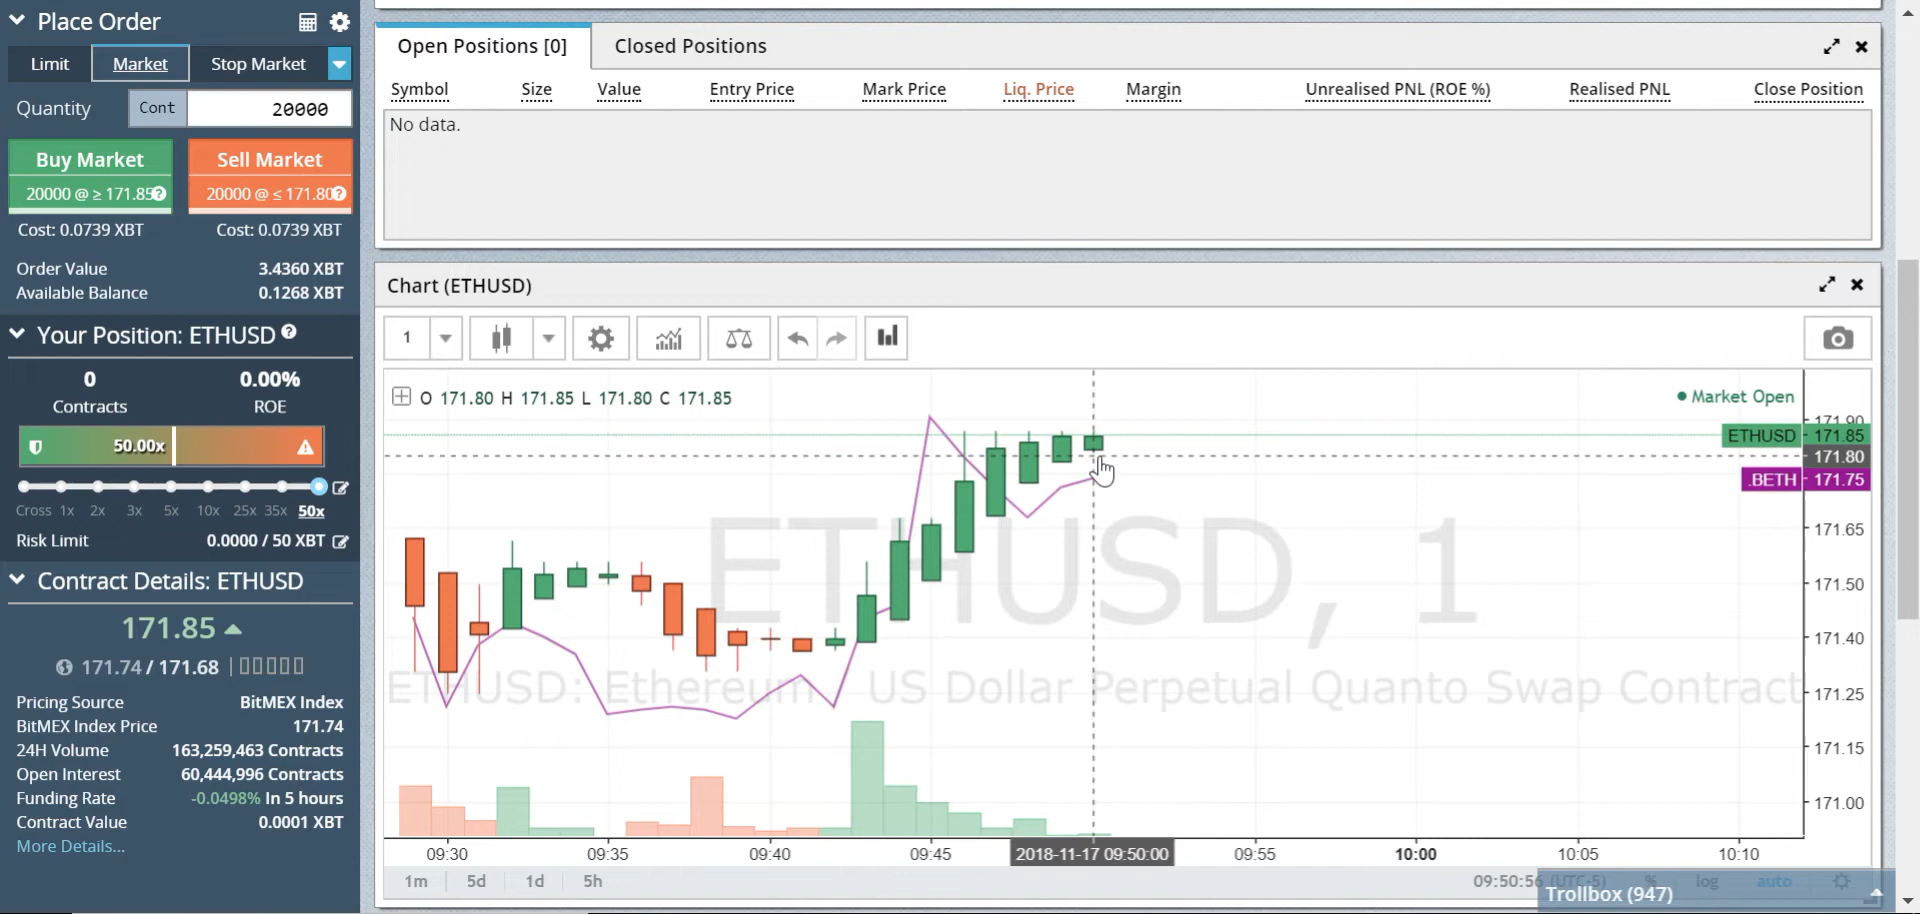 Place Order
Limit Market Stop Market
Quantity Cont 20000
Buy Market Sell Market
20000 @ ≥ 171.85 20000 @ ≤ 171.80
Cost: 0.0739 XBT Cost: 0.0739 XBT
Order Value 3.4360 XBT
Available Balance 0.1268 XBT
Your Position: ETHUSD
0 0.00%
Contracts ROE
50.00x
Cross 1x 2x 3x 5x 10x 25x 35x 50x
Risk Limit 0.0000 / 50 XBT
Contract Details: ETHUSD
171.85
171.74 / 171.68
Pricing Source BitMEX Index
BitMEX Index Price 171.74
24H Volume 163,259,463 Contracts
Open Interest 60,444,996 Contracts
Funding Rate -0.0498% In 5 hours
Contract Value 0.0001 XBT
More Details...
Open Positions [0] Closed Positions
Symbol Size Value Entry Price Mark Price Liq. Price Margin Unrealised PNL (ROE %) Realised PNL Close Position
No data.
Chart (ETHUSD)
1
O 171.80 H 171.85 L 171.80 C 171.85
Market Open
171.90
ETHUSD 171.85
171.80
.BETH 171.75
171.65
171.50
171.40
171.25
171.15
171.00
ETHUSD, 1
ETHUSD: Ethereum US Dollar Perpetual Quanto Swap Contract
09:30 09:35 09:40 09:45 2018-11-17 09:50:00 09:55 10:00 10:05 10:10
1m 5d 1d 5h
09:50:56 (UTC-5) % log auto
Trollbox (947)